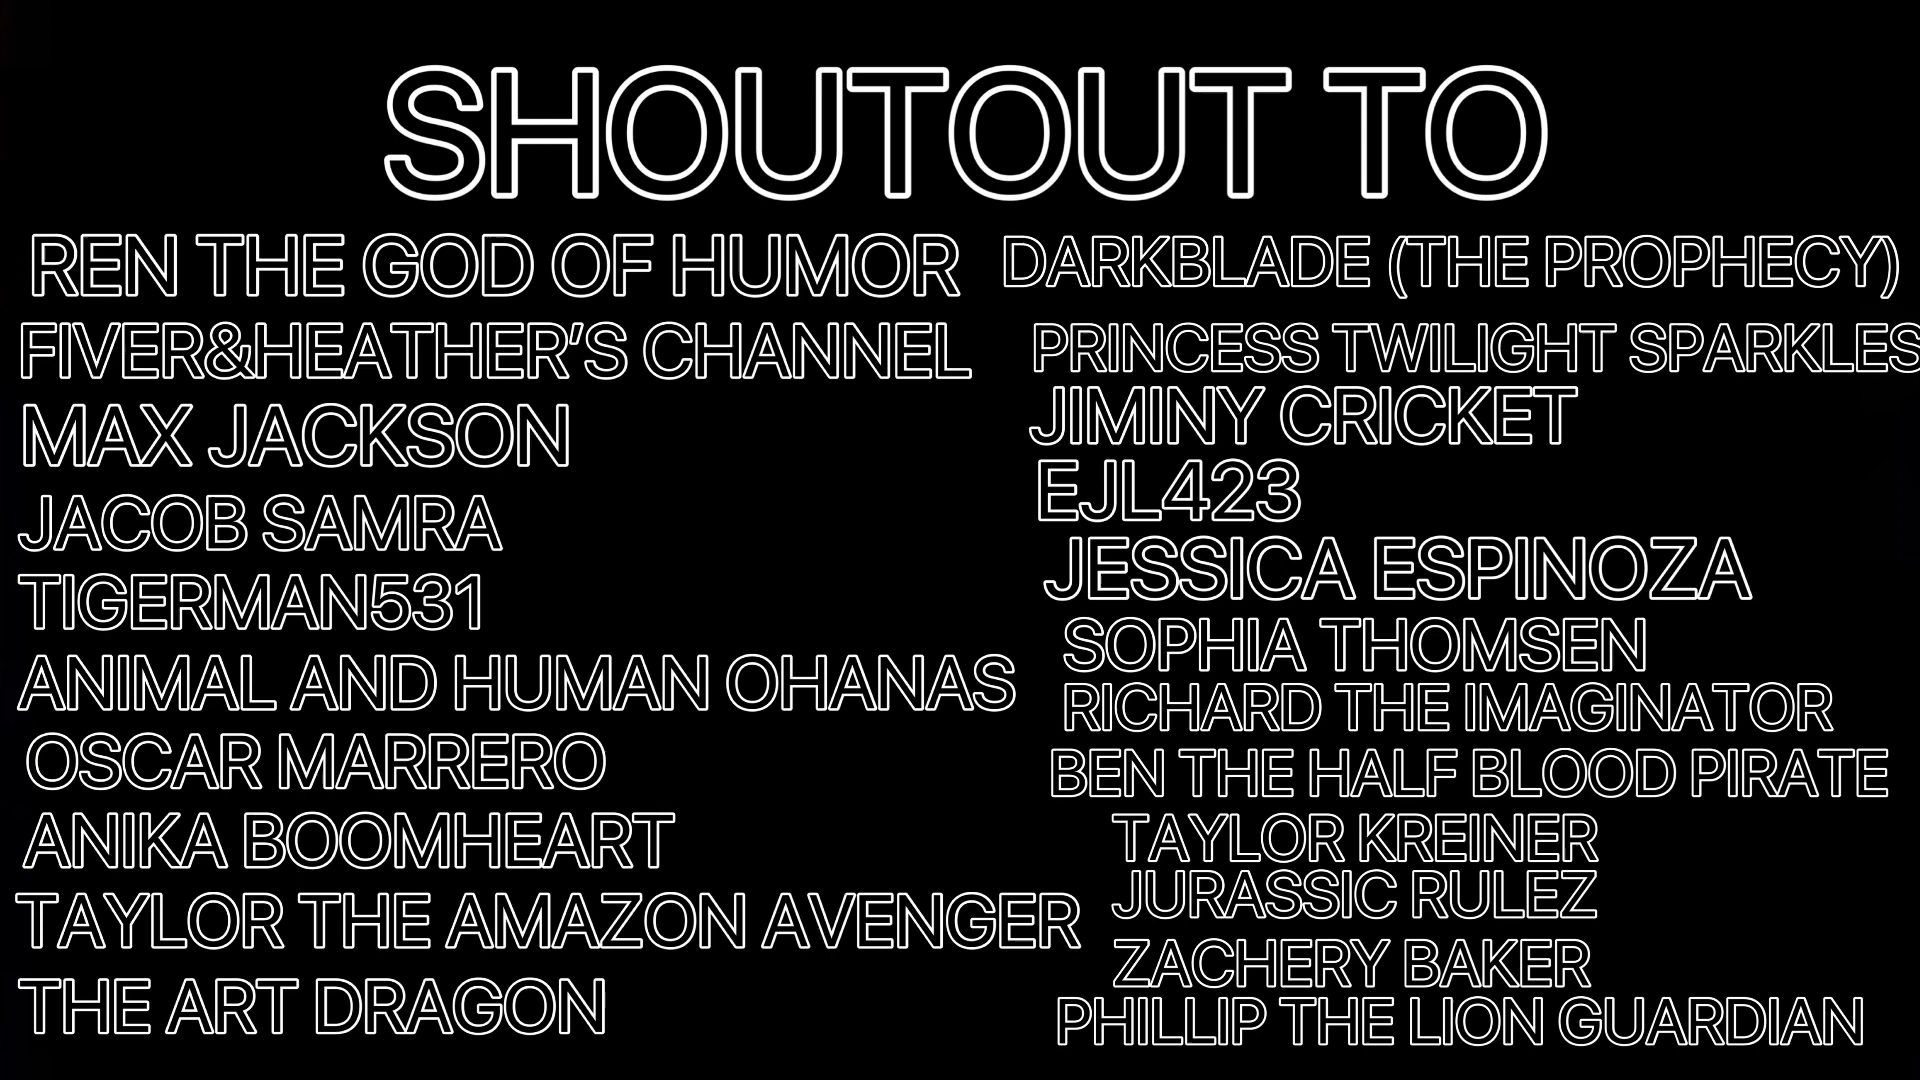 SHOUTOUT TO
REN THE GOD OF HUMOR
FIVER&HEATHER’S CHANNEL
MAX JACKSON
JACOB SAMRA
TIGERMAN531
ANIMAL AND HUMAN OHANAS
OSCAR MARRERO
ANIKA BOOMHEART
TAYLOR THE AMAZON AVENGER
THE ART DRAGON
DARKBLADE (THE PROPHECY)
PRINCESS TWILIGHT SPARKLES
JIMINY CRICKET
EJL423
JESSICA ESPINOZA
SOPHIA THOMSEN
RICHARD THE IMAGINATOR
BEN THE HALF BLOOD PIRATE
TAYLOR KREINER
JURASSIC RULEZ
ZACHERY BAKER
PHILLIP THE LION GUARDIAN